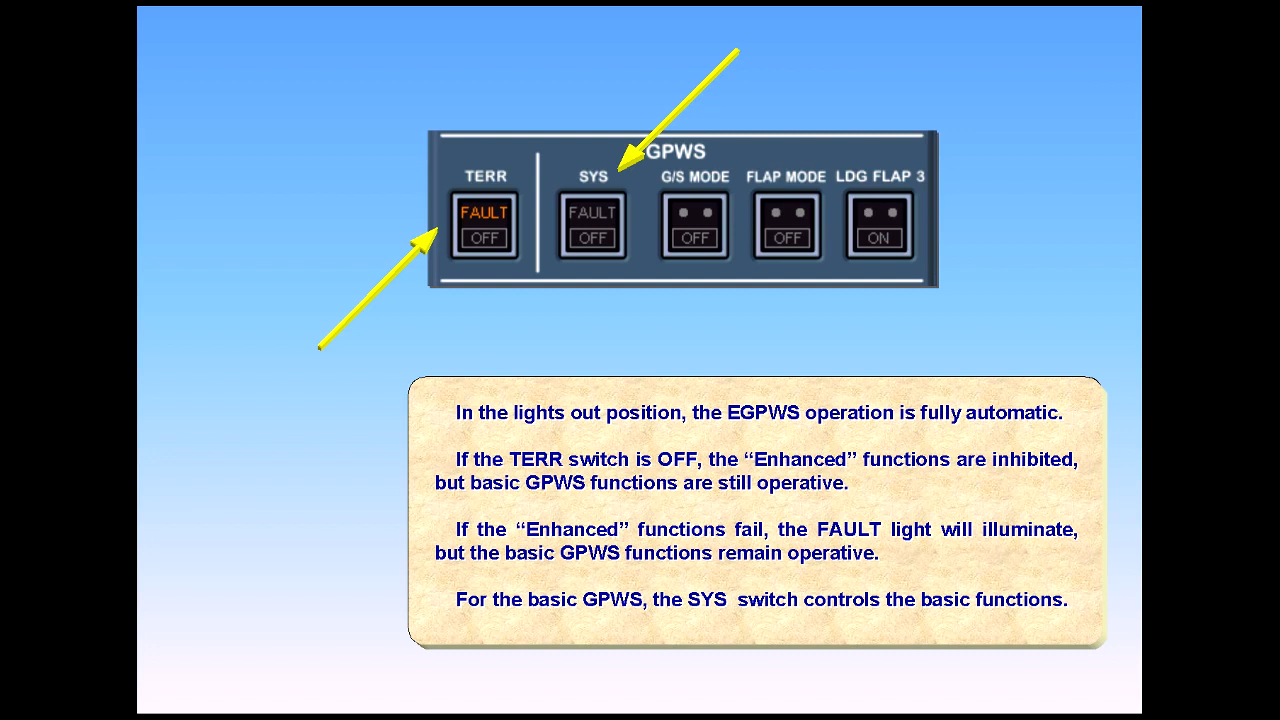 GPWS
TERR SYS G/S MODE FLAP MODE LDG FLAP 3
FAULT FAULT
OFF OFF OFF OFF ON
In the lights out position, the EGPWS operation is fully automatic.
If the TERR switch is OFF, the “Enhanced” functions are inhibited,
but basic GPWS functions are still operative.
If the “Enhanced” functions fail, the FAULT light will illuminate,
but the basic GPWS functions remain operative.
For the basic GPWS, the SYS switch controls the basic functions.